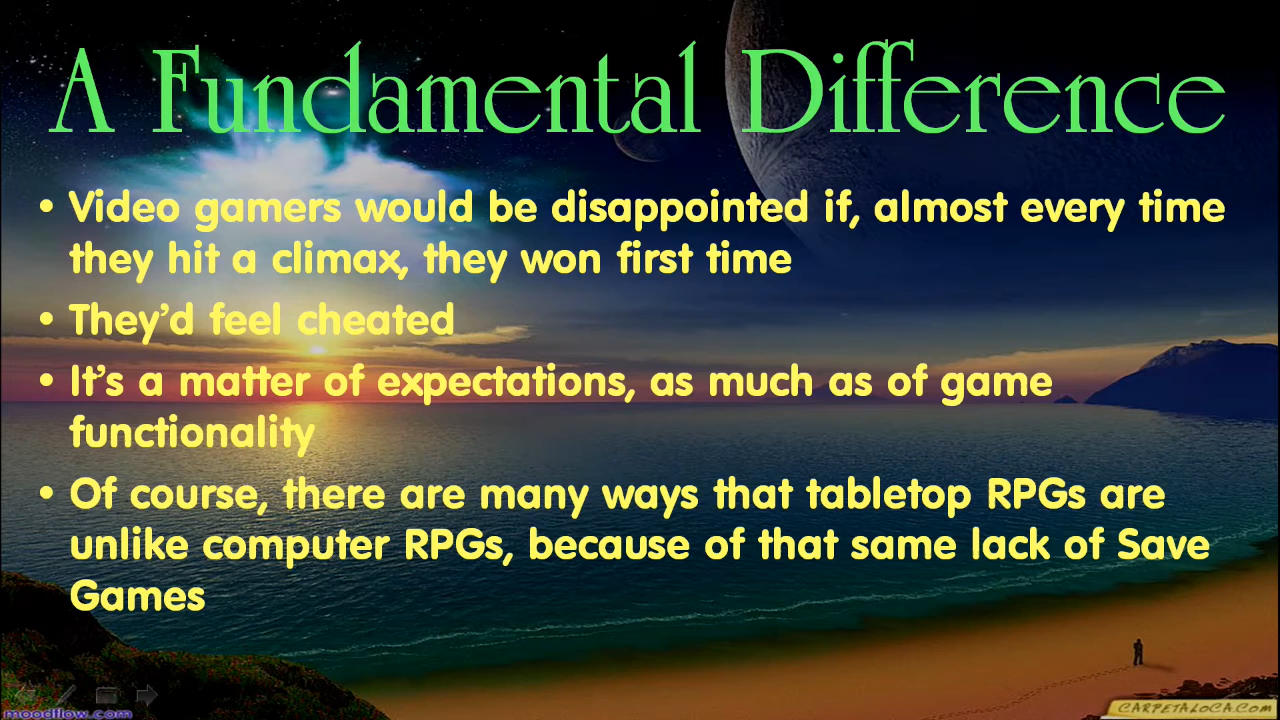 A Fundamental Difference
• Video gamers would be disappointed if, almost every time
they hit a climax, they won first time
• They’d feel cheated
• It’s a matter of expectations, as much as of game
functionality
• Of course, there are many ways that tabletop RPGs are
unlike computer RPGs, because of that same lack of Save
Games
moodflow.com
CARPETALOCA.COM